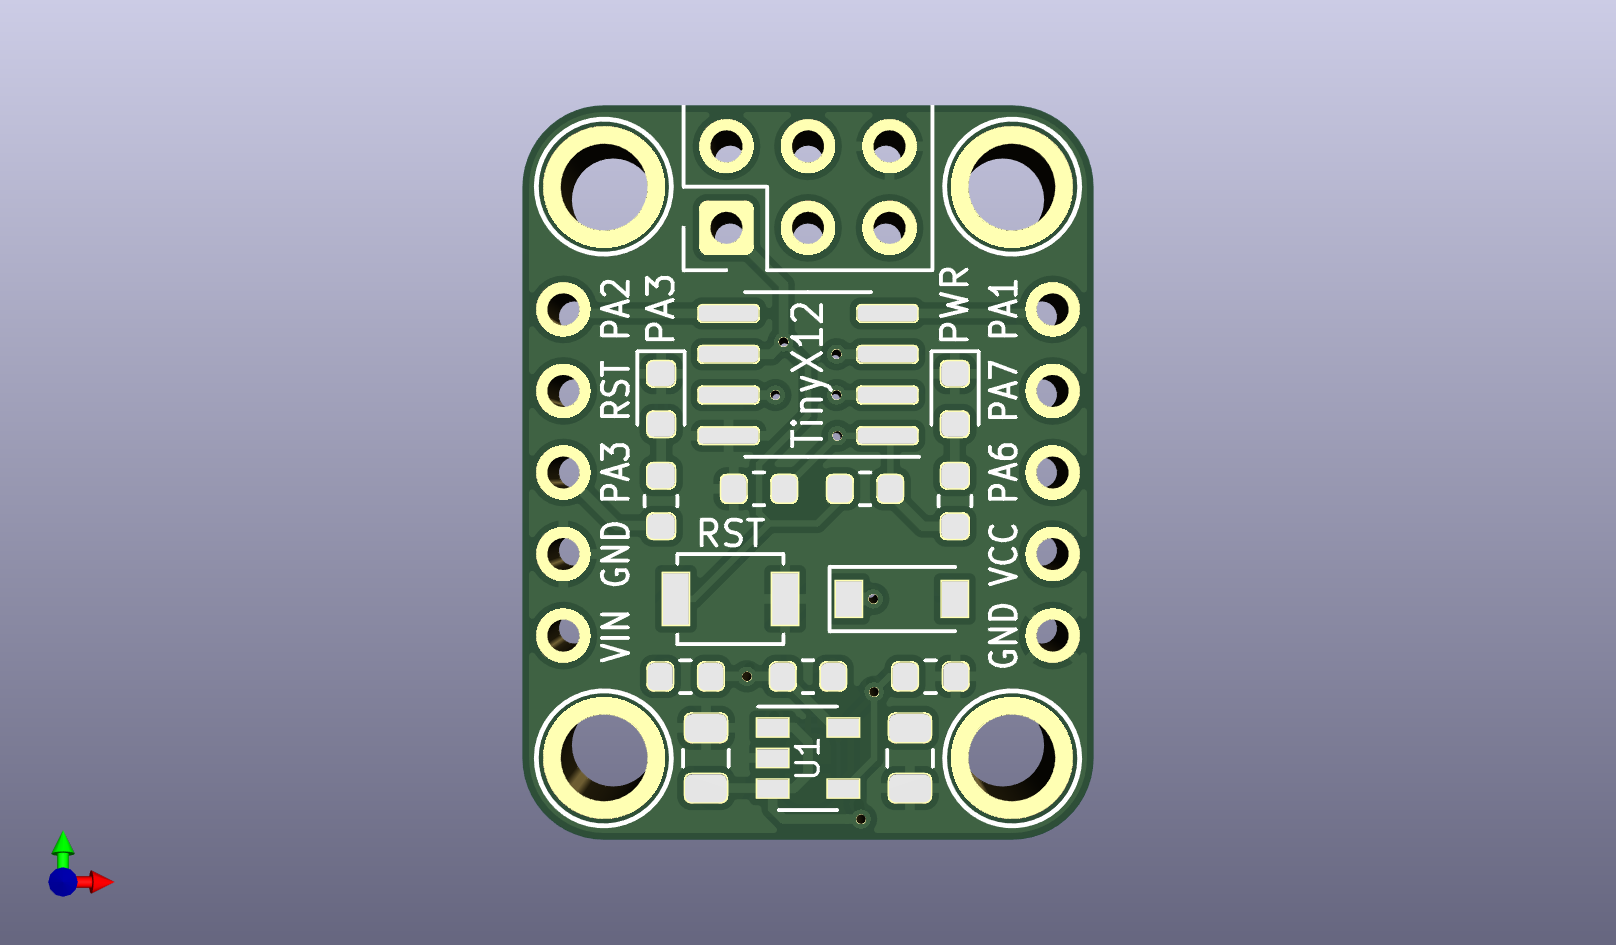 PA2
PA3
PWR
PA1
TinyX12
RST
PA7
PA3
PA6
RST
GND
VCC
VIN
GND
U1